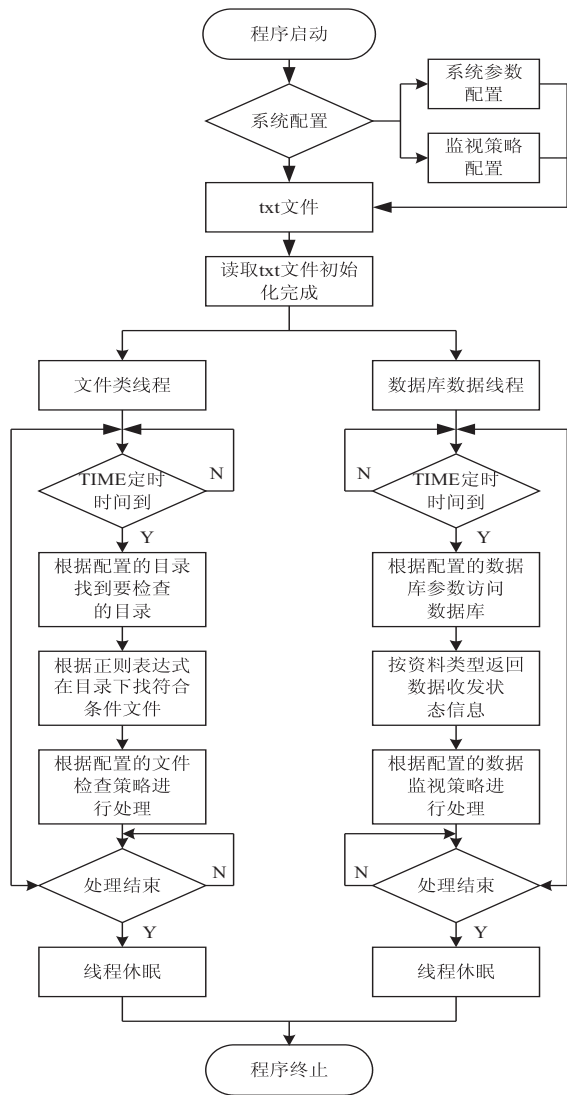 程序启动
系统配置
系统参数
配置
监视策略
配置
txt文件
读取txt文件初始
化完成
文件类线程
TIME定时
时间到
N
Y
根据配置的目录
找到要检查
的目录
根据正则表达式
在目录下找符合
条件文件
根据配置的文件
检查策略进
行处理
处理结束
N
Y
线程休眠
数据库数据线程
TIME定时
时间到
N
Y
根据配置的数据
库参数访问
数据库
按资料类型返回
数据收发状
态信息
根据配置的数据
监视策略进
行处理
处理结束
N
Y
线程休眠
程序终止